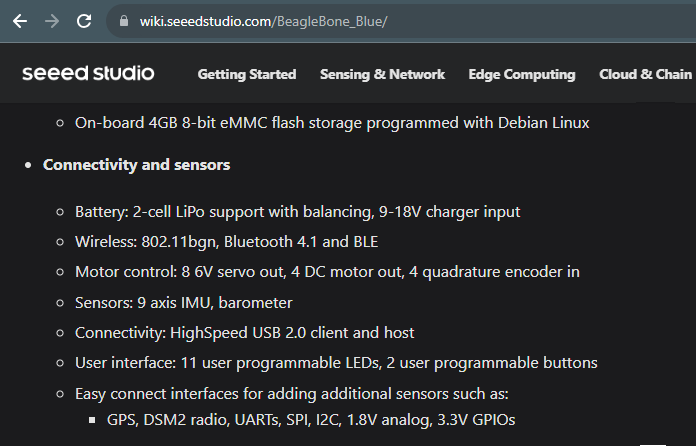 wiki.seeedstudio.com/BeagleBone_Blue/
seeed studio
Getting Started Sensing & Network Edge Computing Cloud & Chain
On-board 4GB 8-bit eMMC flash storage programmed with Debian Linux
Connectivity and sensors
Battery: 2-cell LiPo support with balancing, 9-18V charger input
Wireless: 802.11bgn, Bluetooth 4.1 and BLE
Motor control: 8 6V servo out, 4 DC motor out, 4 quadrature encoder in
Sensors: 9 axis IMU, barometer
Connectivity: HighSpeed USB 2.0 client and host
User interface: 11 user programmable LEDs, 2 user programmable buttons
Easy connect interfaces for adding additional sensors such as:
GPS, DSM2 radio, UARTs, SPI, I2C, 1.8V analog, 3.3V GPIOs